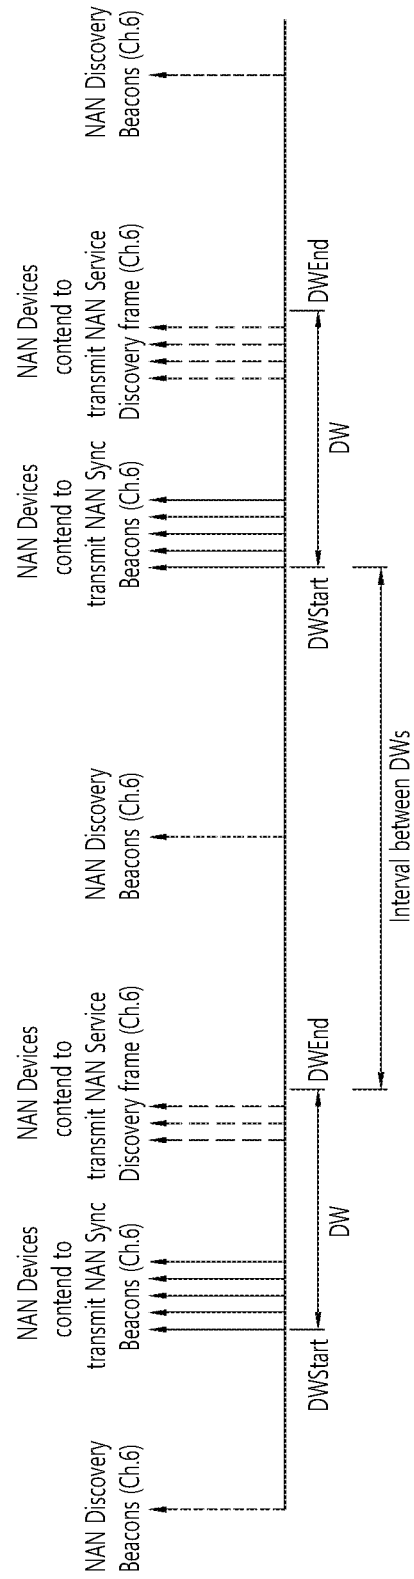 NAN Discovery
Beacons (Ch.6)
NAN Devices
contend to
transmit NAN Sync
Beacons (Ch.6)
NAN Devices
contend to
transmit NAN Service
Discovery frame (Ch.6)
NAN Discovery
Beacons (Ch.6)
NAN Devices
contend to
transmit NAN Sync
Beacons (Ch.6)
NAN Devices
contend to
transmit NAN Service
Discovery frame (Ch.6)
NAN Discovery
Beacons (Ch.6)
DWStart
DW
DWEnd
DWStart
DW
DWEnd
Interval between DWs